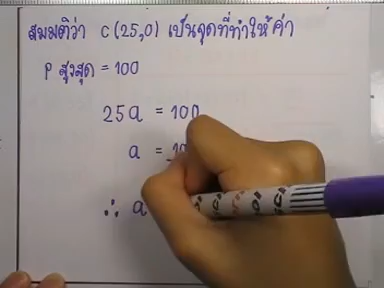 สมมติว่า C(25,0) เป็นจุดที่ทำให้ค่า
P สูงสุด = 100
25a = 100
a = 10
∴ a